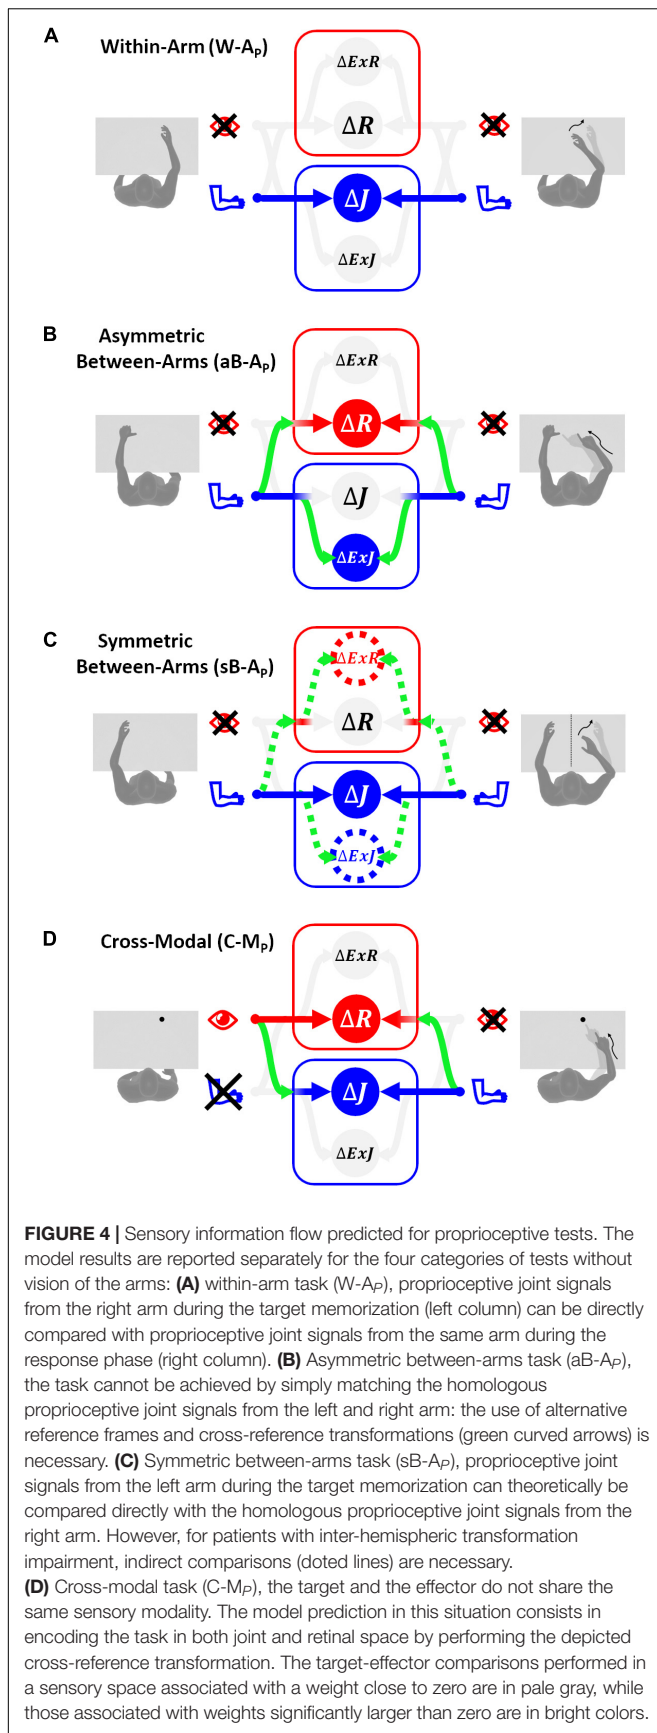 A
Within-Arm (W-AP)
ΔExR
ΔR
ΔJ
ΔExJ
B
Asymmetric
Between-Arms (aB-AP)
ΔExR
ΔR
ΔJ
ΔExJ
C
Symmetric
Between-Arms (sB-AP)
ΔExR
ΔR
ΔJ
ΔExJ
D
Cross-Modal (C-MP)
ΔExR
ΔR
ΔJ
ΔExJ
FIGURE 4 | Sensory information flow predicted for proprioceptive tests. The
model results are reported separately for the four categories of tests without
vision of the arms: (A) within-arm task (W-AP), proprioceptive joint signals
from the right arm during the target memorization (left column) can be directly
compared with proprioceptive joint signals from the same arm during the
response phase (right column). (B) Asymmetric between-arms task (aB-AP),
the task cannot be achieved by simply matching the homologous
proprioceptive joint signals from the left and right arm: the use of alternative
reference frames and cross-reference transformations (green curved arrows) is
necessary. (C) Symmetric between-arms task (sB-AP), proprioceptive joint
signals from the left arm during the target memorization can theoretically be
compared directly with the homologous proprioceptive joint signals from the
right arm. However, for patients with inter-hemispheric transformation
impairment, indirect comparisons (doted lines) are necessary.
(D) Cross-modal task (C-MP), the target and the effector do not share the
same sensory modality. The model prediction in this situation consists in
encoding the task in both joint and retinal space by performing the depicted
cross-reference transformation. The target-effector comparisons performed in
a sensory space associated with a weight close to zero are in pale gray, while
those associated with weights significantly larger than zero are in bright colors.